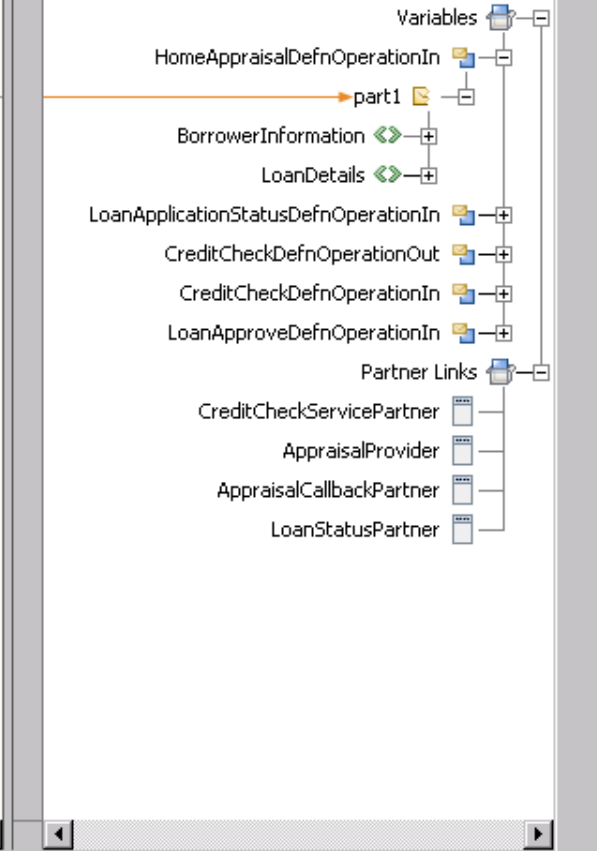 Variables
HomeAppraisalDefnOperationIn
part1
BorrowerInformation
LoanDetails
LoanApplicationStatusDefnOperationIn
CreditCheckDefnOperationOut
CreditCheckDefnOperationIn
LoanApproveDefnOperationIn
Partner Links
CreditCheckServicePartner
AppraisalProvider
AppraisalCallbackPartner
LoanStatusPartner